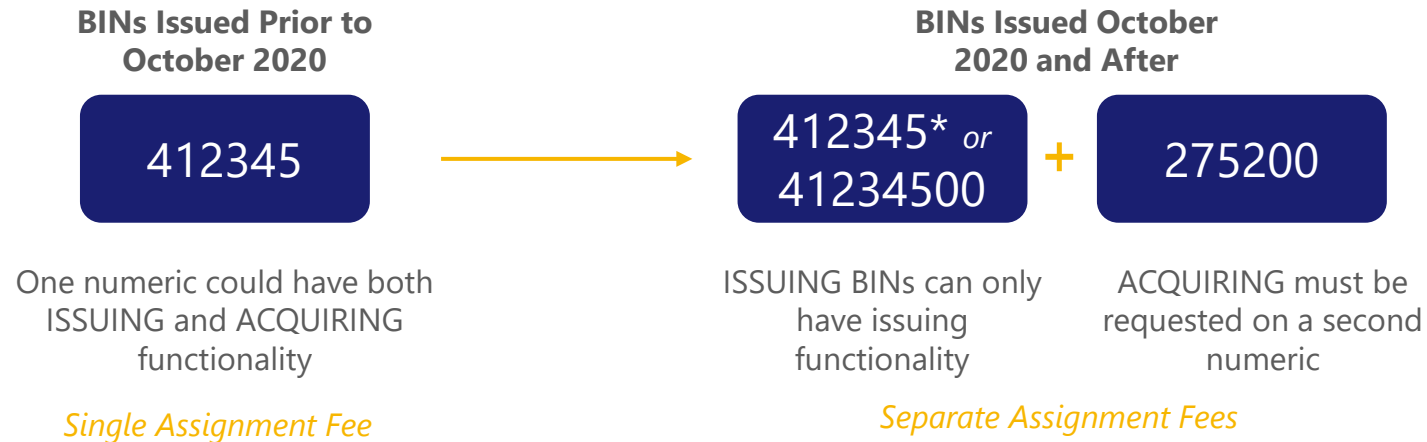 BINs Issued Prior to
October 2020
412345
One numeric could have both
ISSUING and ACQUIRING
functionality
Single Assignment Fee
BINs Issued October
2020 and After
412345* or
41234500
+
275200
ISSUING BINs can only
have issuing
functionality
ACQUIRING must be
requested on a second
numeric
Separate Assignment Fees